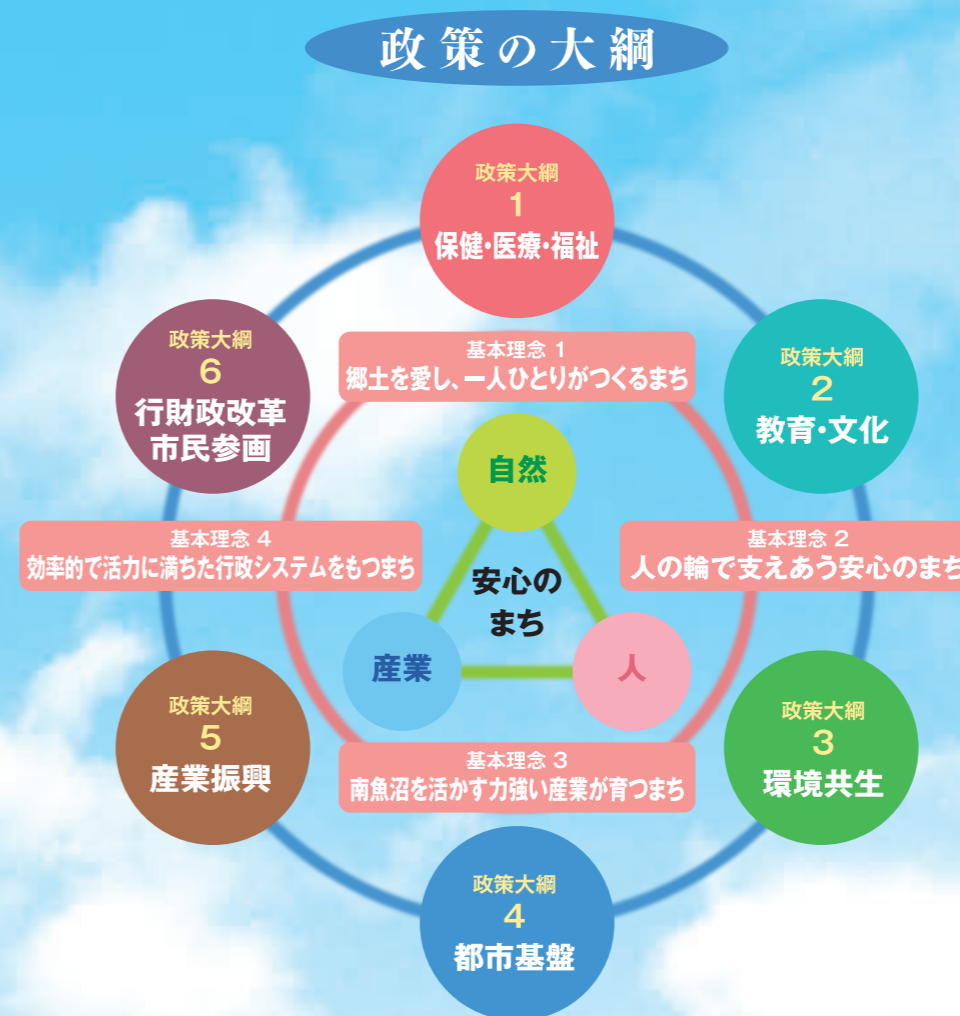 政策の大綱
政策大綱
1
保健・医療・福祉
政策大綱
2
教育・文化
政策大綱
3
環境共生
政策大綱
4
都市基盤
政策大綱
5
産業振興
政策大綱
6
行財政改革
市民参画
基本理念 1
郷土を愛し、一人ひとりがつくるまち
基本理念 2
人の輪で支えあう安心のまち
基本理念 3
南魚沼を活かす力強い産業が育つまち
基本理念 4
効率的で活力に満ちた行政システムをもつまち
自然
安心の
まち
産業
人